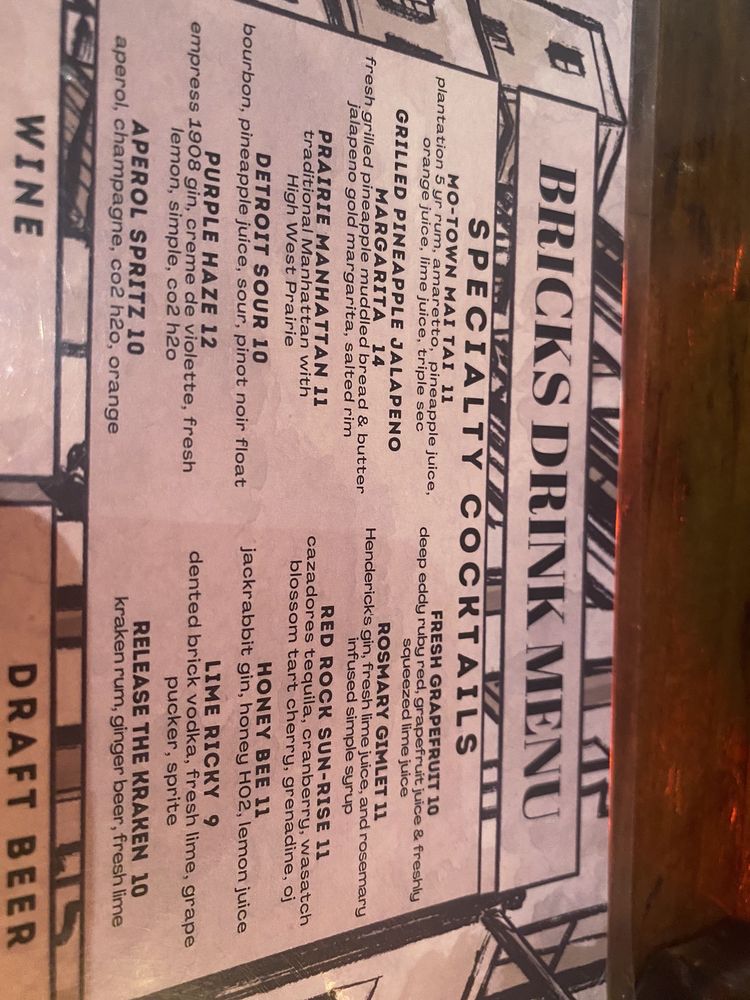 BRICKS DRINK MENU
SPECIALTY COCKTAILS
MO-TOWN MAI TAI 11
plantation 5 yr rum, amaretto, pineapple juice,
orange juice, lime juice, triple sec
GRILLED PINEAPPLE JALAPENO
MARGARITA 14
fresh grilled pineapple muddled bread & butter
jalapeno gold margarita, salted rim
PRAIRIE MANHATTAN 11
traditional Manhattan with
High West Prairie
DETROIT SOUR 10
bourbon, pineapple juice, sour, pinot noir float
PURPLE HAZE 12
empress 1908 gin, creme de violette, fresh
lemon, simple, co2 h2o
APEROL SPRITZ 10
aperol, champagne, co2 h2o, orange
FRESH GRAPEFRUIT 10
deep eddy ruby red, grapefruit juice & freshly
squeezed lime juice
ROSMARY GIMLET 11
Henderick's gin, fresh lime juice, and rosemary
infused simple syrup
RED ROCK SUN-RISE 11
cazadores tequila, cranberry, wasatch
blossom tart cherry, grenadine, oj
HONEY BEE 11
jackrabbit gin, honey HO2, lemon juice
LIME RICKY 9
dented brick vodka, fresh lime, grape
pucker, sprite
RELEASE THE KRAKEN 10
kraken rum, ginger beer, fresh lime
WINE
DRAFT BEER